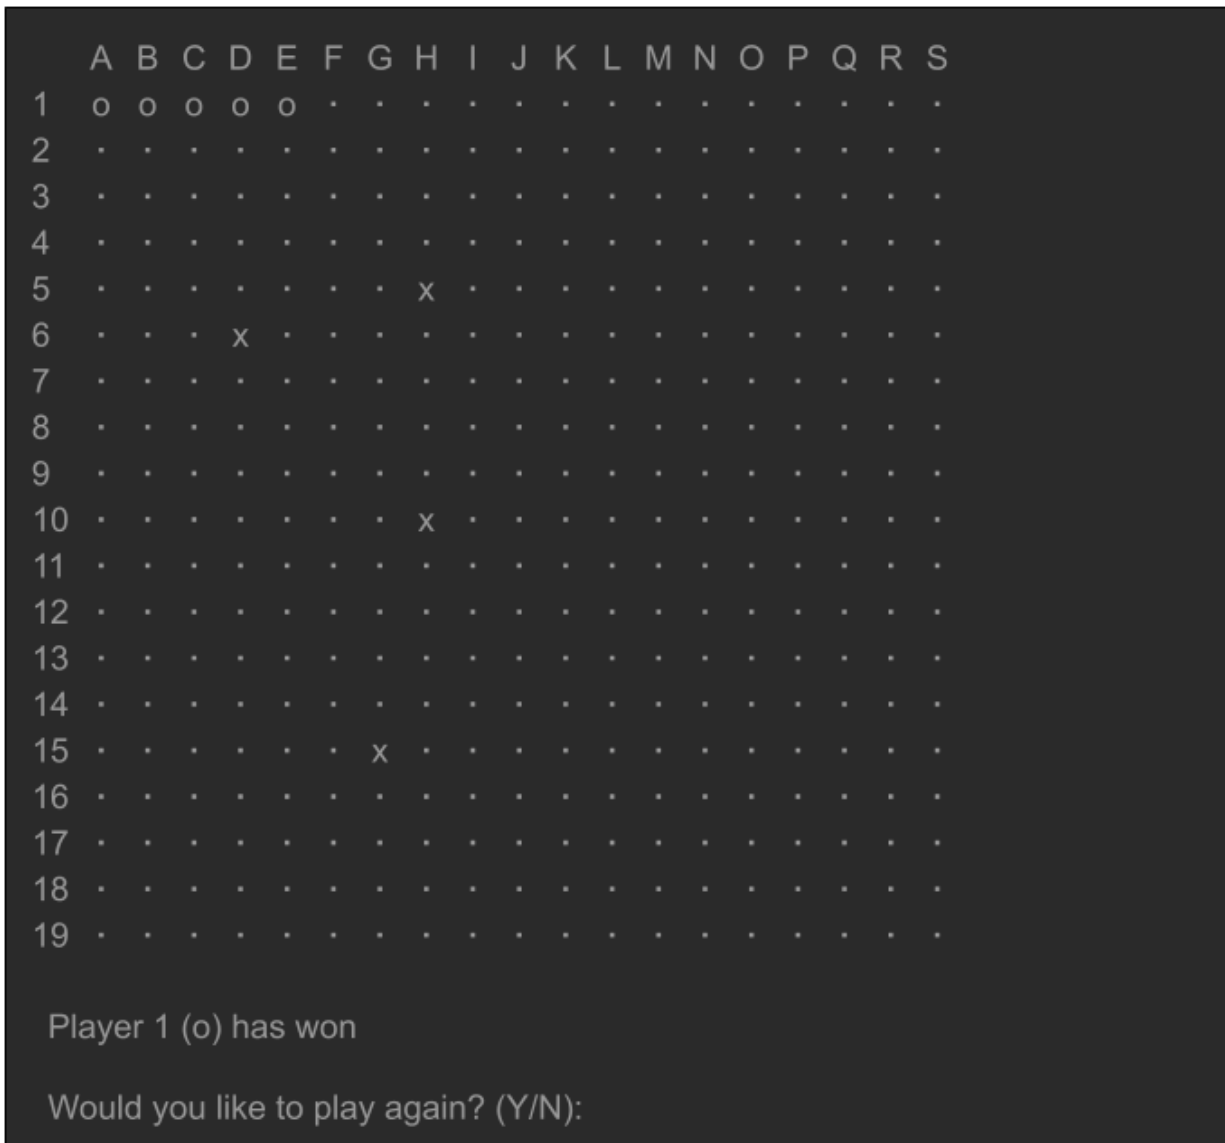 A B C D E F G H I J K L M N O P Q R S
1 o o o o o . . . . . . . . . . . . . .
2 . . . . . . . . . . . . . . . . . . .
3 . . . . . . . . . . . . . . . . . . .
4 . . . . . . . . . . . . . . . . . . .
5 . . . . . . . x . . . . . . . . . . .
6 . . . x . . . . . . . . . . . . . . .
7 . . . . . . . . . . . . . . . . . . .
8 . . . . . . . . . . . . . . . . . . .
9 . . . . . . . . . . . . . . . . . . .
10 . . . . . . . x . . . . . . . . . . .
11 . . . . . . . . . . . . . . . . . . .
12 . . . . . . . . . . . . . . . . . . .
13 . . . . . . . . . . . . . . . . . . .
14 . . . . . . . . . . . . . . . . . . .
15 . . . . . . x . . . . . . . . . . . .
16 . . . . . . . . . . . . . . . . . . .
17 . . . . . . . . . . . . . . . . . . .
18 . . . . . . . . . . . . . . . . . . .
19 . . . . . . . . . . . . . . . . . . .
Player 1 (o) has won
Would you like to play again? (Y/N):